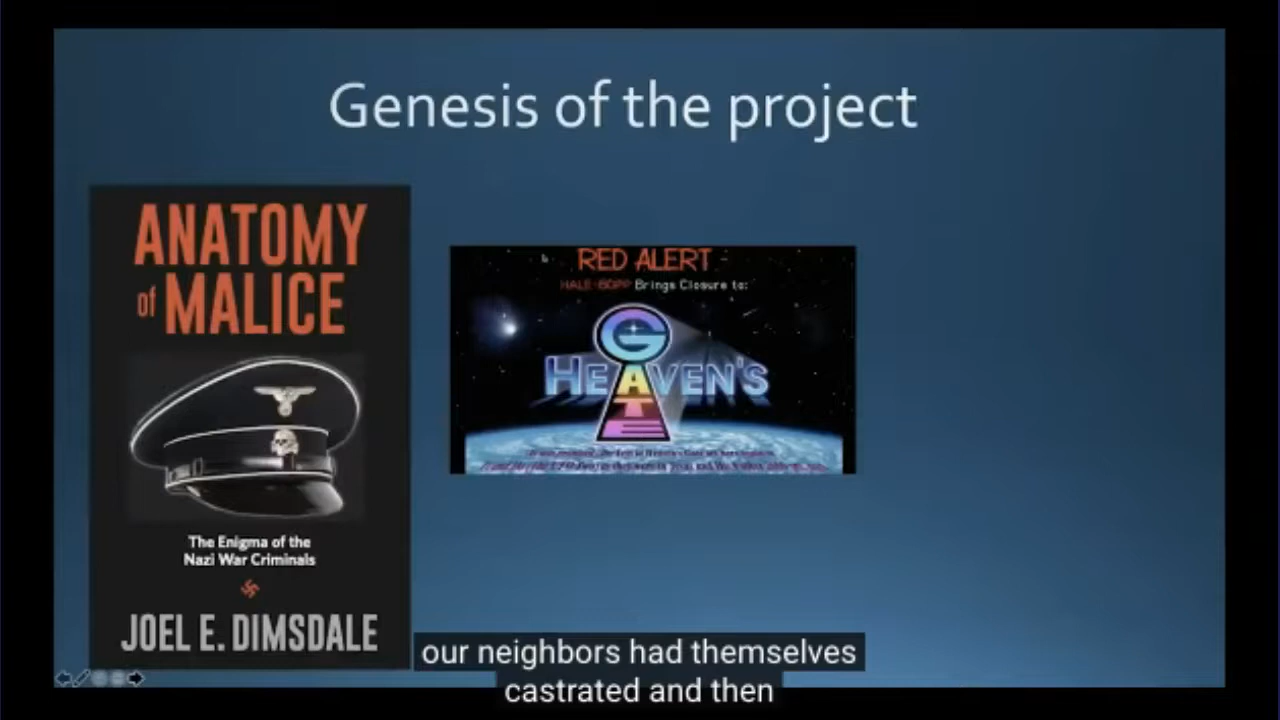 Genesis of the project
ANATOMY
of MALICE
The Enigma of the
Nazi War Criminals
JOEL E. DIMSDALE
RED ALERT
HALE-BOPP Brings Closure to:
HEAVEN'S
GATE
our neighbors had themselves
castrated and then